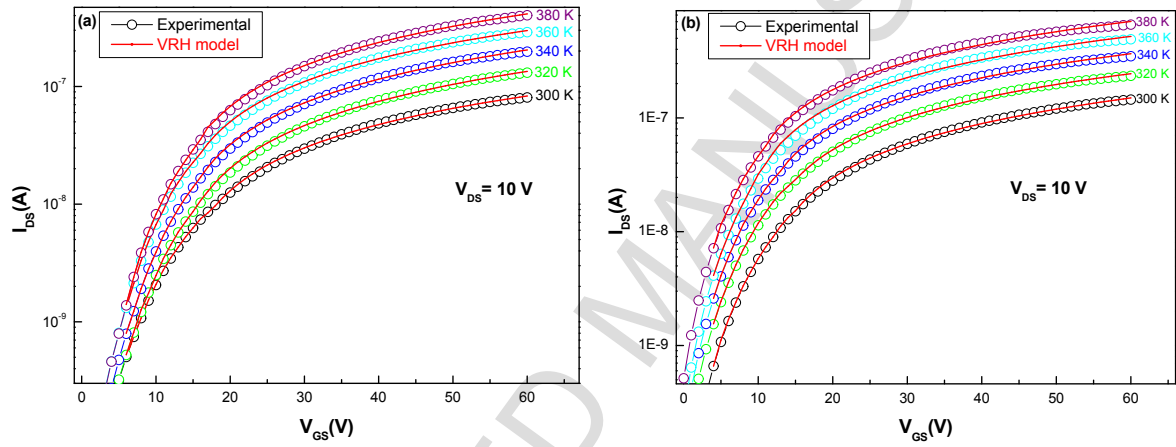 (a)
Experimental
VRH model
380 K
360 K
340 K
320 K
300 K
V_DS= 10 V
10^-7
10^-8
10^-9
I_DS(A)
0 10 20 30 40 50 60
V_GS(V)
(b)
Experimental
VRH model
380 K
360 K
340 K
320 K
300 K
V_DS= 10 V
1E-7
1E-8
1E-9
I_DS(A)
0 10 20 30 40 50 60
V_GS(V)